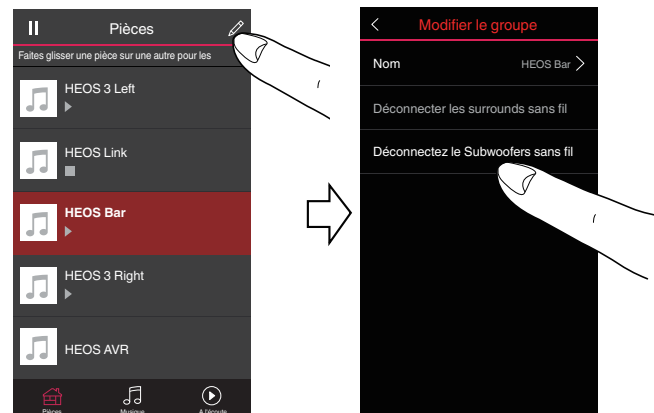 Pièces
Faites glisser une pièce sur une autre pour les
HEOS 3 Left
HEOS Link
HEOS Bar
HEOS 3 Right
HEOS AVR
Pièces
Musique
A l'écoute
Modifier le groupe
Nom
HEOS Bar
Déconnecter les surrounds sans fil
Déconnectez le Subwoofers sans fil